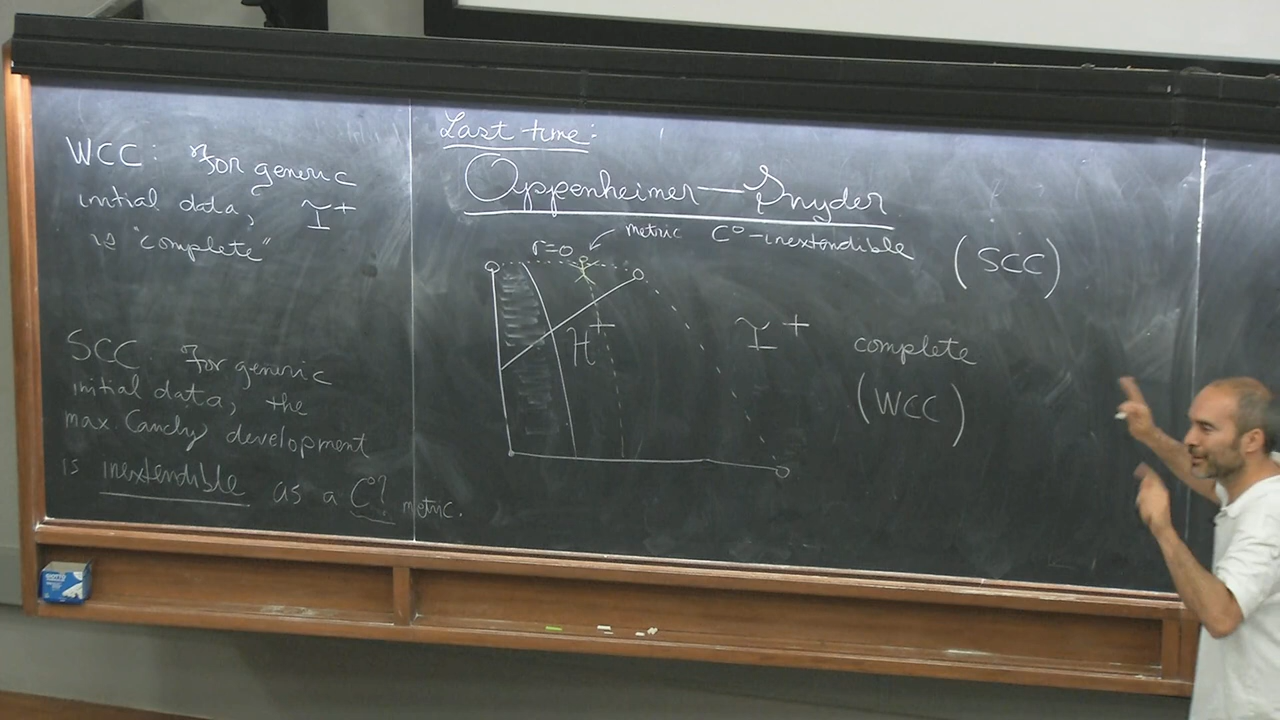 WCC: For generic
initial data, I⁺
is "complete"
SCC: For generic
initial data, the
max. Cauchy development
is inextendible as a C⁰? metric.
Last time:
Oppenheimer—Snyder
metric C⁰-inextendible (SCC)
r=0
H⁺
I⁺ complete
(WCC)
GIOTTO